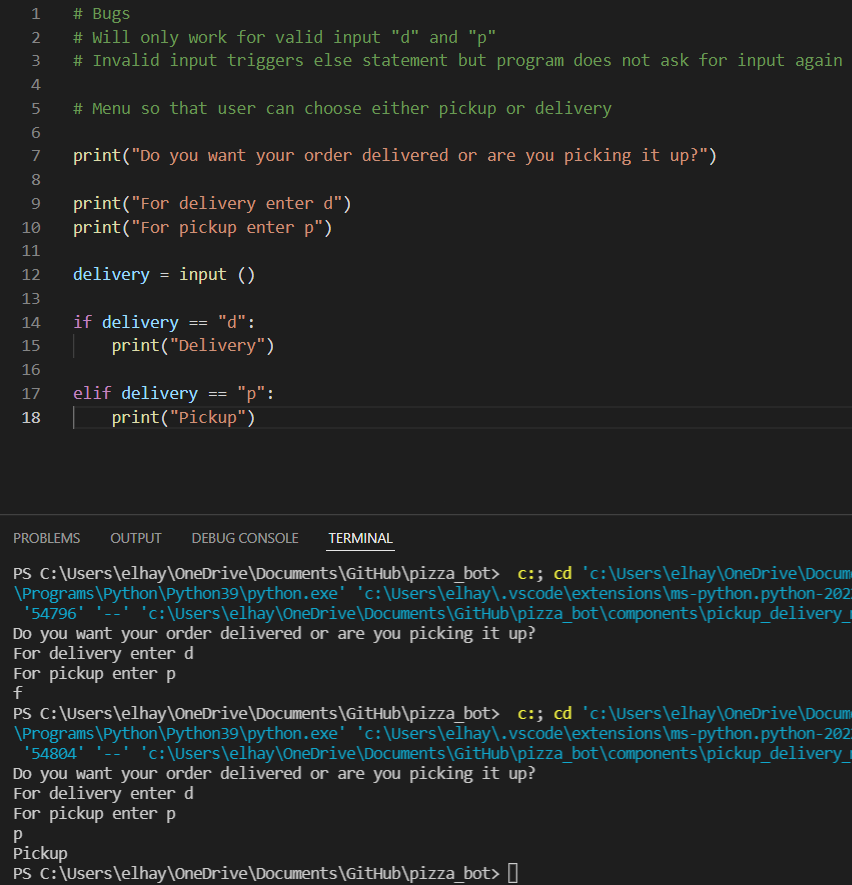 1 # Bugs
2 # Will only work for valid input "d" and "p"
3 # Invalid input triggers else statement but program does not ask for input again
4
5 # Menu so that user can choose either pickup or delivery
6
7 print("Do you want your order delivered or are you picking it up?")
8
9 print("For delivery enter d")
10 print("For pickup enter p")
11
12 delivery = input ()
13
14 if delivery == "d":
15     print("Delivery")
16
17 elif delivery == "p":
18     print("Pickup")
PROBLEMS OUTPUT DEBUG CONSOLE TERMINAL
PS C:\Users\elhay\OneDrive\Documents\GitHub\pizza_bot>  c:; cd 'c:\Users\elhay\OneDrive\Docum
\Programs\Python\Python39\python.exe' 'c:\Users\elhay\.vscode\extensions\ms-python.python-202
 '54796' '--' 'c:\Users\elhay\OneDrive\Documents\GitHub\pizza_bot\components\pickup_delivery_
Do you want your order delivered or are you picking it up?
For delivery enter d
For pickup enter p
f
PS C:\Users\elhay\OneDrive\Documents\GitHub\pizza_bot>  c:; cd 'c:\Users\elhay\OneDrive\Docum
\Programs\Python\Python39\python.exe' 'c:\Users\elhay\.vscode\extensions\ms-python.python-202
 '54804' '--' 'c:\Users\elhay\OneDrive\Documents\GitHub\pizza_bot\components\pickup_delivery_
Do you want your order delivered or are you picking it up?
For delivery enter d
For pickup enter p
p
Pickup
PS C:\Users\elhay\OneDrive\Documents\GitHub\pizza_bot>